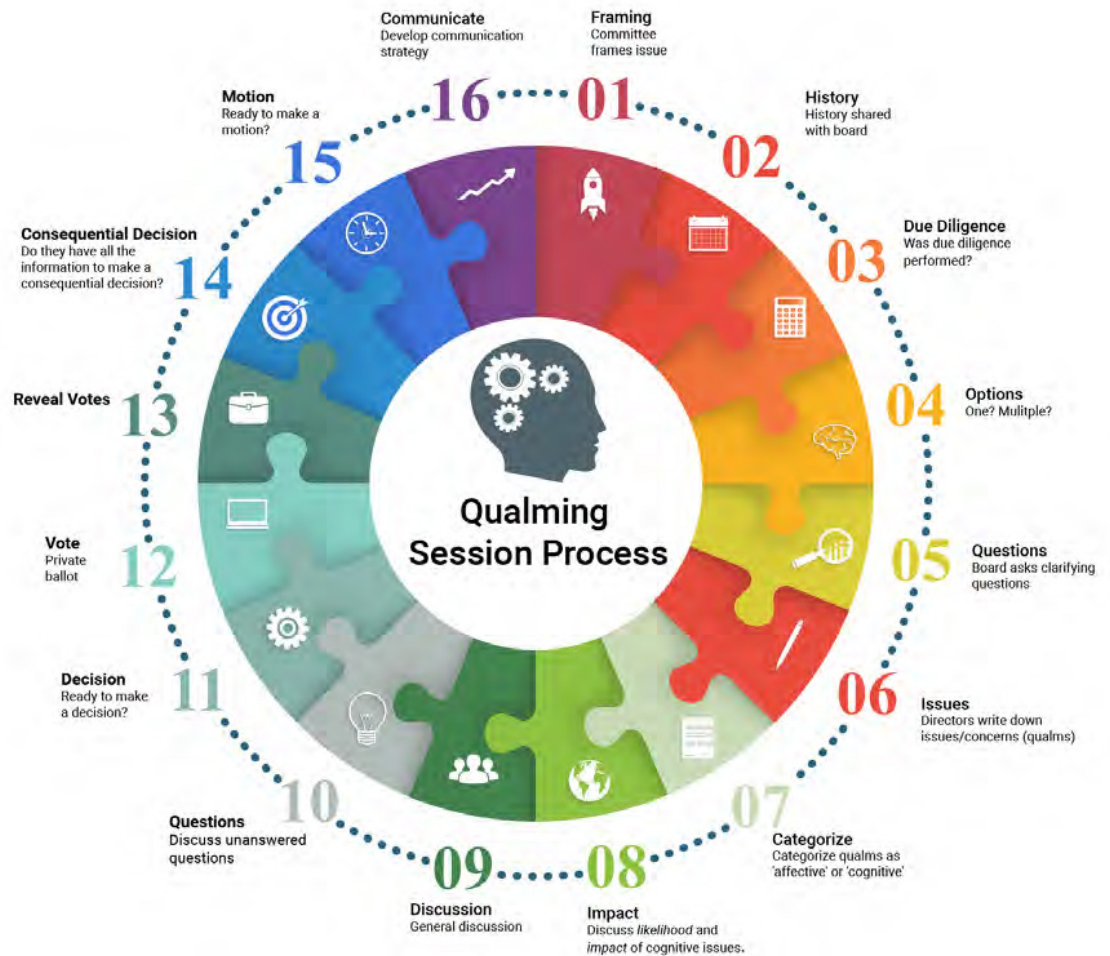 Qualming
Session Process
01
Framing
Committee
frames issue
02
History
History shared
with board
03
Due Diligence
Was due diligence
performed?
04
Options
One? Mulitple?
05
Questions
Board asks clarifying
questions
06
Issues
Directors write down
issues/concerns (qualms)
07
Categorize
Categorize qualms as
'affective' or 'cognitive'
08
Impact
Discuss likelihood and
impact of cognitive issues.
09
Discussion
General discussion
10
Questions
Discuss unanswered
questions
11
Decision
Ready to make
a decision?
12
Vote
Private
ballot
13
Reveal Votes
14
Consequential Decision
Do they have all the
information to make a
consequential decision?
15
Motion
Ready to make a
motion?
16
Communicate
Develop communication
strategy